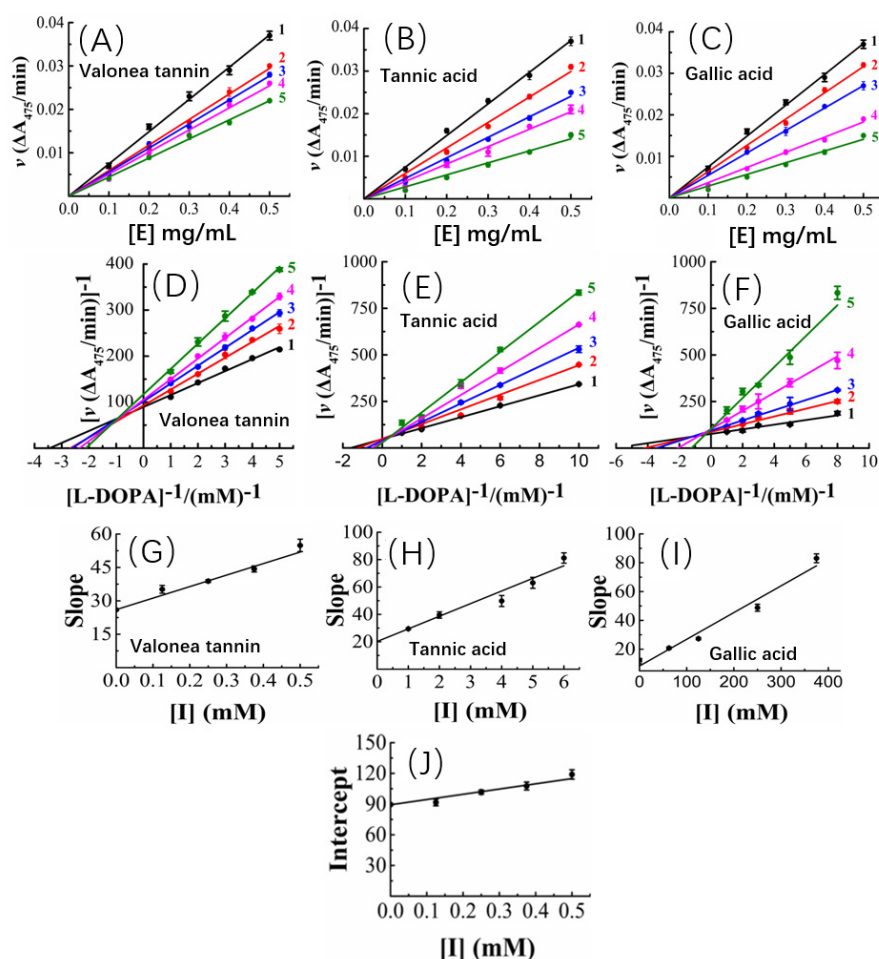 (A)
Valonea tannin
0.04
0.03
0.02
0.01
0.0 0.1 0.2 0.3 0.4 0.5
1
2
3
4
5
v (ΔA475/min)
[E] mg/mL
(B)
Tannic acid
0.04
0.03
0.02
0.01
0.0 0.1 0.2 0.3 0.4 0.5
1
2
3
4
5
v (ΔA475/min)
[E] mg/mL
(C)
Gallic acid
0.04
0.03
0.02
0.01
0.0 0.1 0.2 0.3 0.4 0.5
1
2
3
4
5
v (ΔA475/min)
[E] mg/mL
(D)
400
300
200
100
-4 -3 -2 -1 0 1 2 3 4 5
5
4
3
2
1
Valonea tannin
[v (ΔA475/min)]-1
[L-DOPA]-1/(mM)-1
(E)
Tannic acid
1000
750
500
250
-2 0 2 4 6 8 10
5
4
3
2
1
[v (ΔA475/min)]-1
[L-DOPA]-1/(mM)-1
(F)
Gallic acid
1000
750
500
250
-6 -4 -2 0 2 4 6 8 10
5
4
3
2
1
[v (ΔA475/min)]-1
[L-DOPA]-1/(mM)-1
(G)
60
45
30
15
0.0 0.1 0.2 0.3 0.4 0.5
Slope
Valonea tannin
[I] (mM)
(H)
100
80
60
40
20
0 1 2 3 4 5 6
Slope
Tannic acid
[I] (mM)
(I)
100
80
60
40
20
0 100 200 300 400
Slope
Gallic acid
[I] (mM)
(J)
150
120
90
60
30
0.0 0.1 0.2 0.3 0.4 0.5
Intercept
[I] (mM)